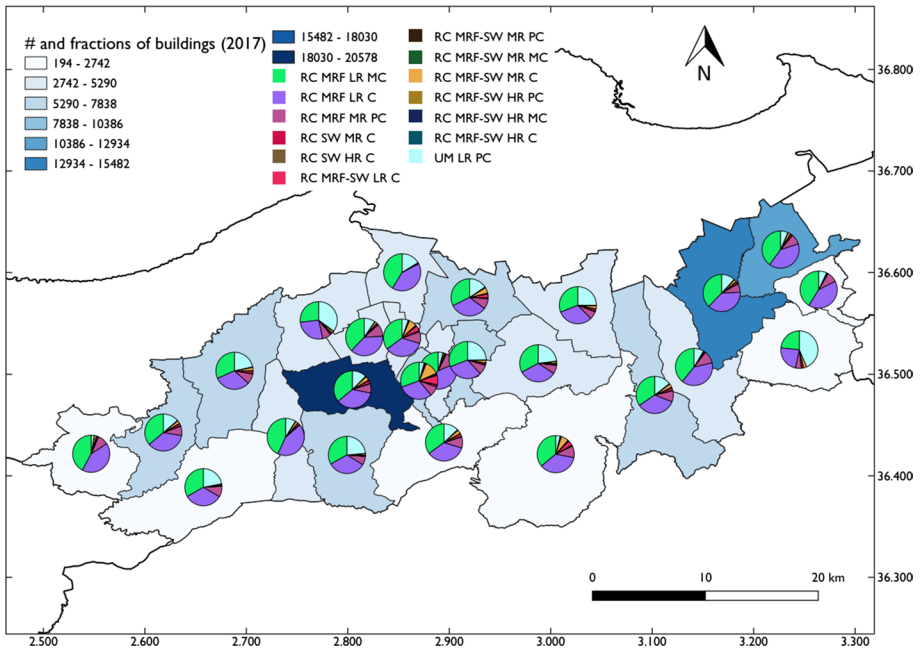 # and fractions of buildings (2017)
194 - 2742
2742 - 5290
5290 - 7838
7838 - 10386
10386 - 12934
12934 - 15482
15482 - 18030
18030 - 20578
RC MRF LR MC
RC MRF LR C
RC MRF MR PC
RC SW MR C
RC SW HR C
RC MRF-SW LR C
RC MRF-SW MR PC
RC MRF-SW MR MC
RC MRF-SW MR C
RC MRF-SW HR PC
RC MRF-SW HR MC
RC MRF-SW HR C
UM LR PC
N
36.800
36.700
36.600
36.500
36.400
36.300
0 10 20 km
2.500 2.600 2.700 2.800 2.900 3.000 3.100 3.200 3.300